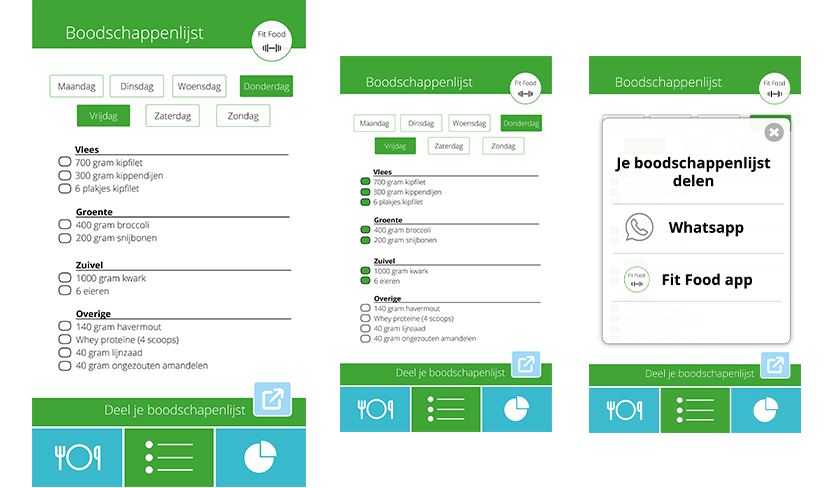 Boodschappenlijst
Fit Food
Maandag
Dinsdag
Woensdag
Donderdag
Vrijdag
Zaterdag
Zondag
Vlees
700 gram kipfilet
300 gram kippendijen
6 plakjes kipfilet
Groente
400 gram broccoli
200 gram snijbonen
Zuivel
1000 gram kwark
6 eieren
Overige
140 gram havermout
Whey proteïne (4 scoops)
40 gram lijnzaad
40 gram ongezouten amandelen
Deel je boodschapenlijst
Boodschappenlijst
Fit Food
Maandag
Dinsdag
Woensdag
Donderdag
Vrijdag
Zaterdag
Zondag
Vlees
700 gram kipfilet
300 gram kippendijen
6 plakjes kipfilet
Groente
400 gram broccoli
200 gram snijbonen
Zuivel
1000 gram kwark
6 eieren
Overige
140 gram havermout
Whey proteïne (4 scoops)
40 gram lijnzaad
40 gram ongezouten amandelen
Deel je boodschapenlijst
Boodschappenlijst
Fit Food
Je boodschappenlijst
delen
Whatsapp
Fit Food
Fit Food app
Deel je boodschapenlijst